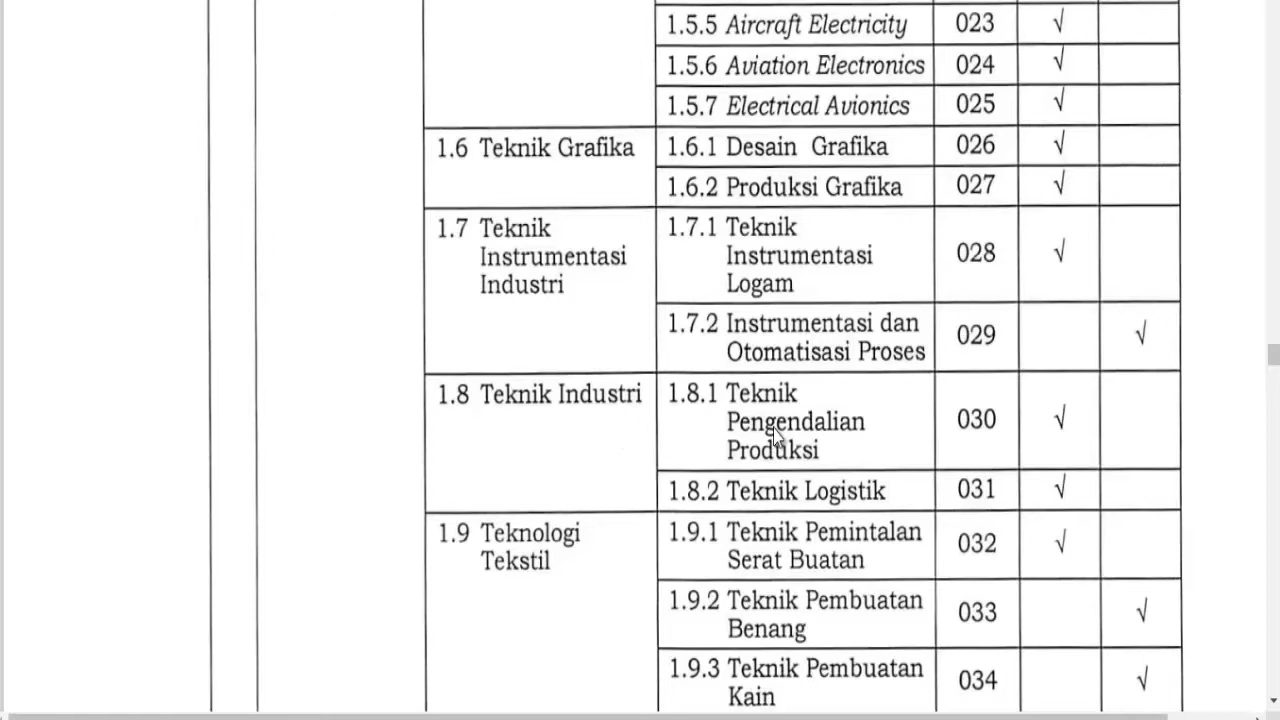 1.5.5 Aircraft Electricity 023 √
1.5.6 Aviation Electronics 024 √
1.5.7 Electrical Avionics 025 √
1.6 Teknik Grafika 1.6.1 Desain Grafika 026 √
1.6.2 Produksi Grafika 027 √
1.7 Teknik
Instrumentasi
Industri
1.7.1 Teknik
Instrumentasi
Logam
028 √
1.7.2 Instrumentasi dan
Otomatisasi Proses
029 √
1.8 Teknik Industri
1.8.1 Teknik
Pengendalian
Produksi
030 √
1.8.2 Teknik Logistik 031 √
1.9 Teknologi
Tekstil
1.9.1 Teknik Pemintalan
Serat Buatan
032 √
1.9.2 Teknik Pembuatan
Benang
033 √
1.9.3 Teknik Pembuatan
Kain
034 √